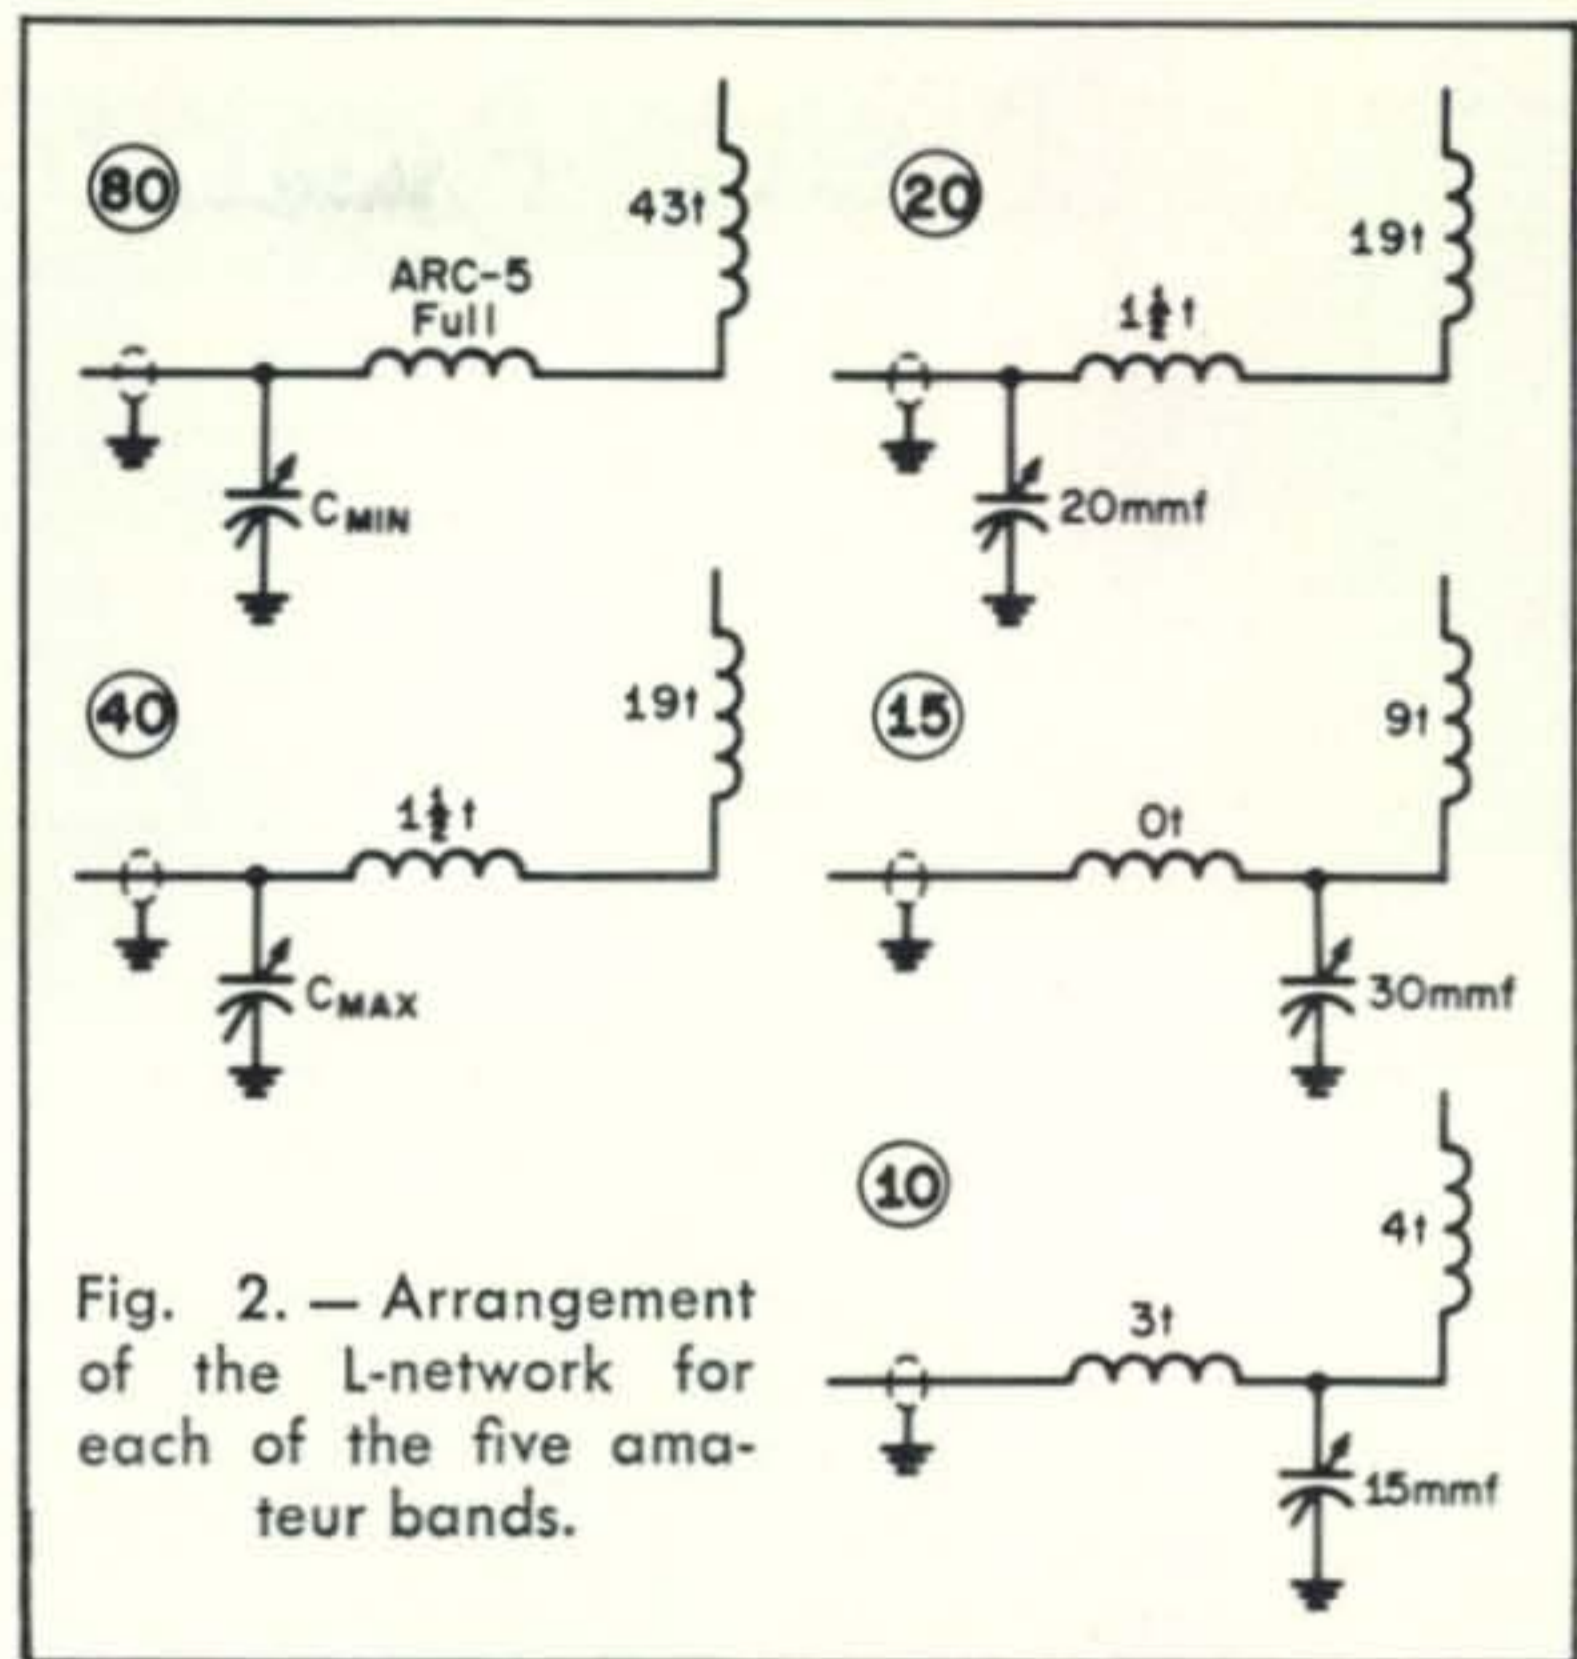 80
43t
ARC-5
Full
CMIN
40
19t
1½t
CMAX
20
19t
1½t
20mmf
15
9t
0t
30mmf
10
4t
3t
15mmf
Fig. 2. — Arrangement
of the L-network for
each of the five ama-
teur bands.